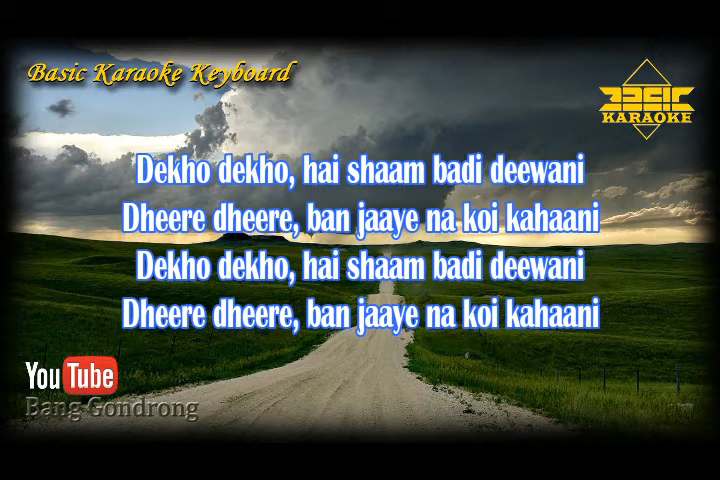 Basic Karaoke Keyboard
BASIC
KARAOKE
Dekho dekho, hai shaam badi deewani
Dheere dheere, ban jaaye na koi kahaani
Dekho dekho, hai shaam badi deewani
Dheere dheere, ban jaaye na koi kahaani
YouTube
Bang Gondrong